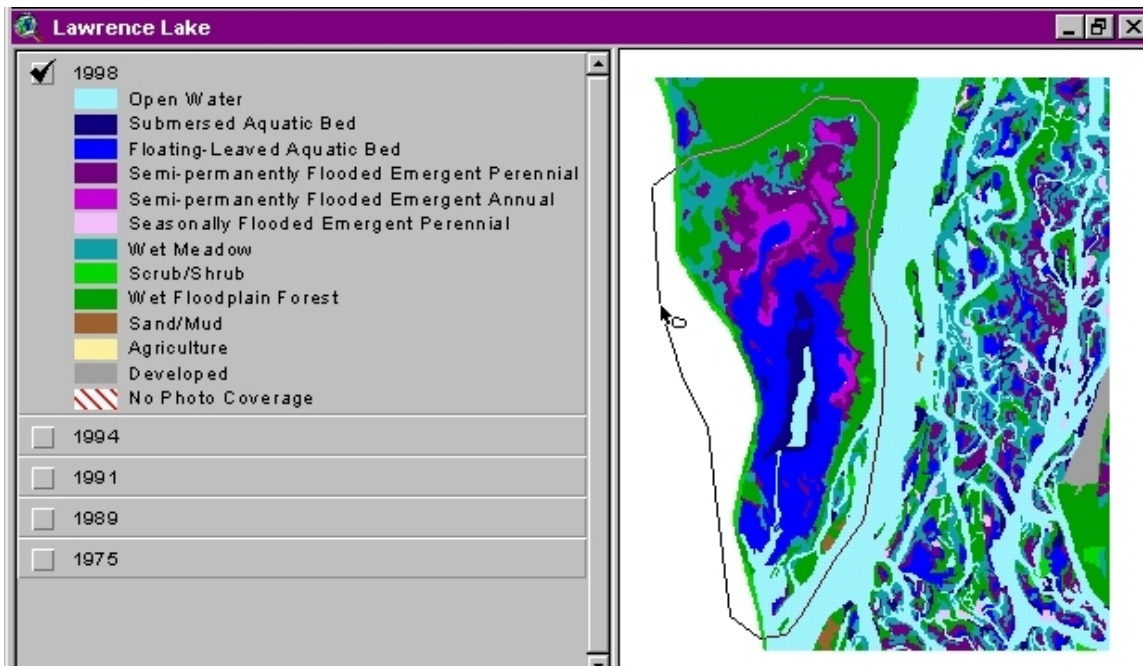 Lawrence Lake
1998
Open Water
Submersed Aquatic Bed
Floating-Leaved Aquatic Bed
Semi-permanently Flooded Emergent Perennial
Semi-permanently Flooded Emergent Annual
Seasonally Flooded Emergent Perennial
Wet Meadow
Scrub/Shrub
Wet Floodplain Forest
Sand/Mud
Agriculture
Developed
No Photo Coverage
1994
1991
1989
1975